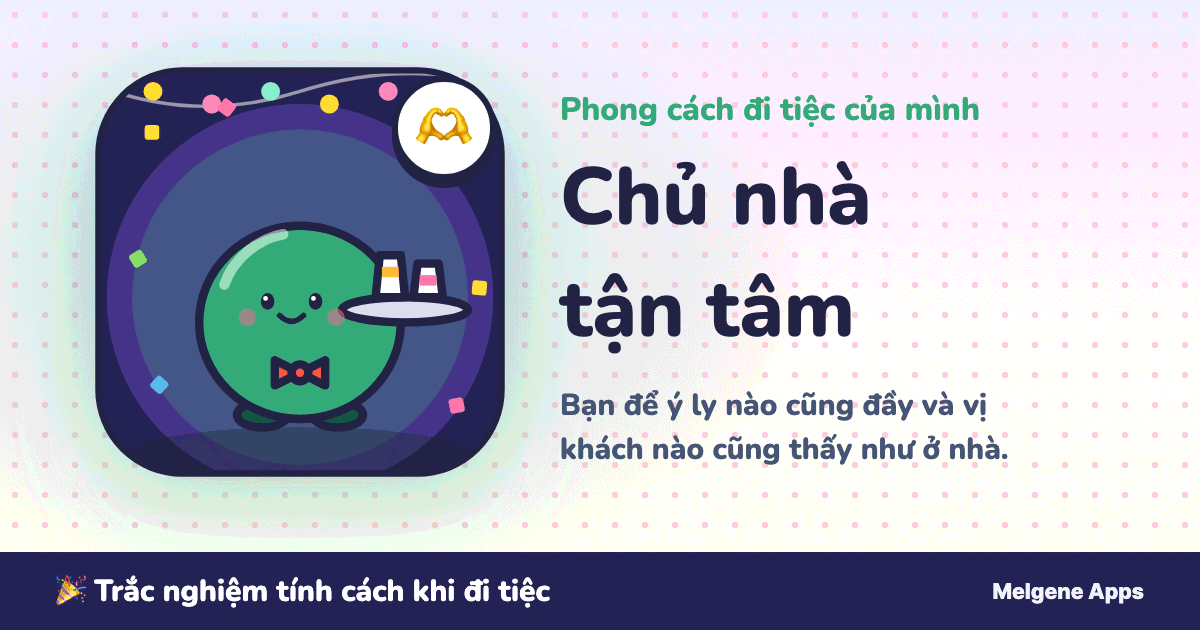 Phong cách đi tiệc của mình
Chủ nhà
tận tâm
Bạn để ý ly nào cũng đầy và vị
khách nào cũng thấy như ở nhà.
🎉 Trắc nghiệm tính cách khi đi tiệc
Melgene Apps